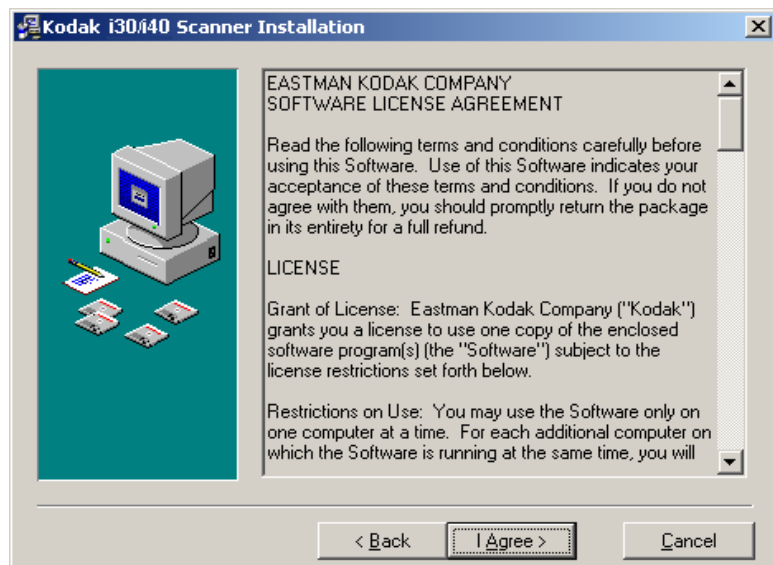 Kodak i30/i40 Scanner Installation
EASTMAN KODAK COMPANY
SOFTWARE LICENSE AGREEMENT
Read the following terms and conditions carefully before
using this Software. Use of this Software indicates your
acceptance of these terms and conditions. If you do not
agree with them, you should promptly return the package
in its entirety for a full refund.
LICENSE
Grant of License: Eastman Kodak Company ("Kodak")
grants you a license to use one copy of the enclosed
software program(s) (the "Software") subject to the
license restrictions set forth below.
Restrictions on Use: You may use the Software only on
one computer at a time. For each additional computer on
which the Software is running at the same time, you will
< Back
I Agree >
Cancel